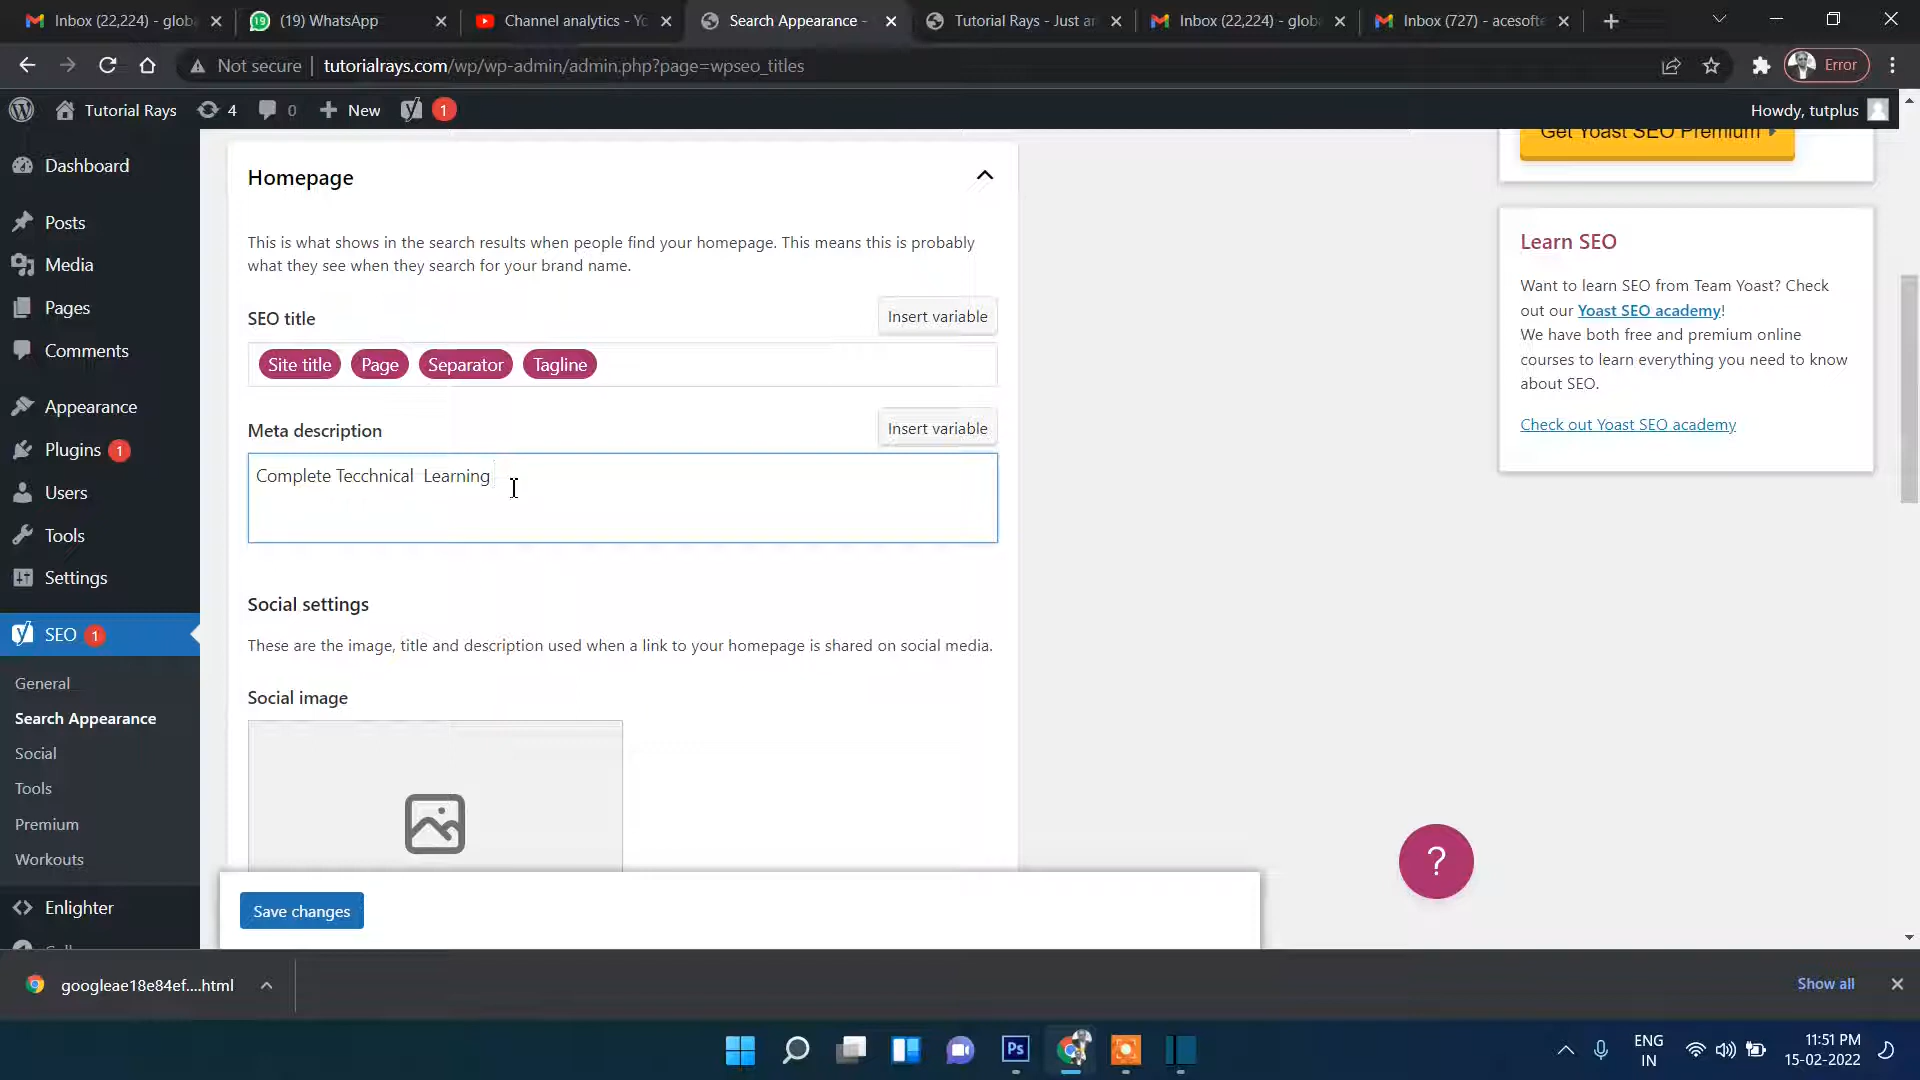 Inbox (22,224) - globa
(19) WhatsApp
Channel analytics - Yo
Search Appearance -
Tutorial Rays - Just an
Inbox (22,224) - globa
Inbox (727) - acesofte
Not secure
tutorialrays.com/wp/wp-admin/admin.php?page=wpseo_titles
Error
Tutorial Rays
4
0
New
1
Howdy, tutplus
Dashboard
Posts
Media
Pages
Comments
Appearance
Plugins 1
Users
Tools
Settings
SEO 1
General
Search Appearance
Social
Tools
Premium
Workouts
Enlighter
Homepage
This is what shows in the search results when people find your homepage. This means this is probably
what they see when they search for your brand name.
SEO title
Insert variable
Site title Page Separator Tagline
Meta description
Insert variable
Complete Tecchnical  Learning
Social settings
These are the image, title and description used when a link to your homepage is shared on social media.
Social image
Save changes
Get Yoast SEO Premium
Learn SEO
Want to learn SEO from Team Yoast? Check
out our Yoast SEO academy!
We have both free and premium online
courses to learn everything you need to know
about SEO.
Check out Yoast SEO academy
?
googleae18e84ef....html
Show all
Ps
ENG
IN
11:51 PM
15-02-2022